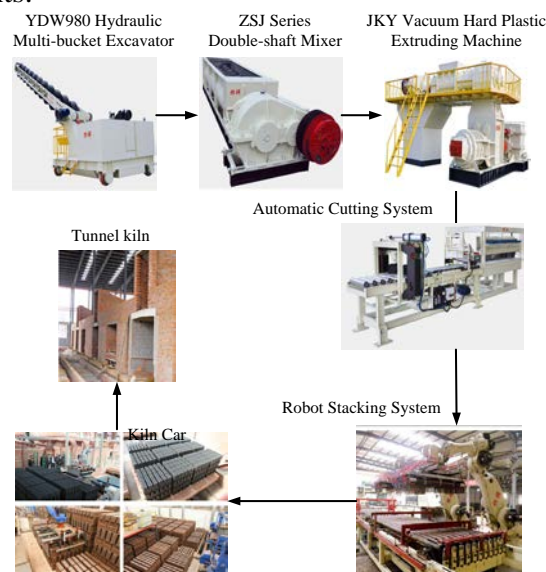 YDW980 Hydraulic
Multi-bucket Excavator
ZSJ Series
Double-shaft Mixer
JKY Vacuum Hard Plastic
Extruding Machine
Automatic Cutting System
Tunnel kiln
Robot Stacking System
Kiln Car